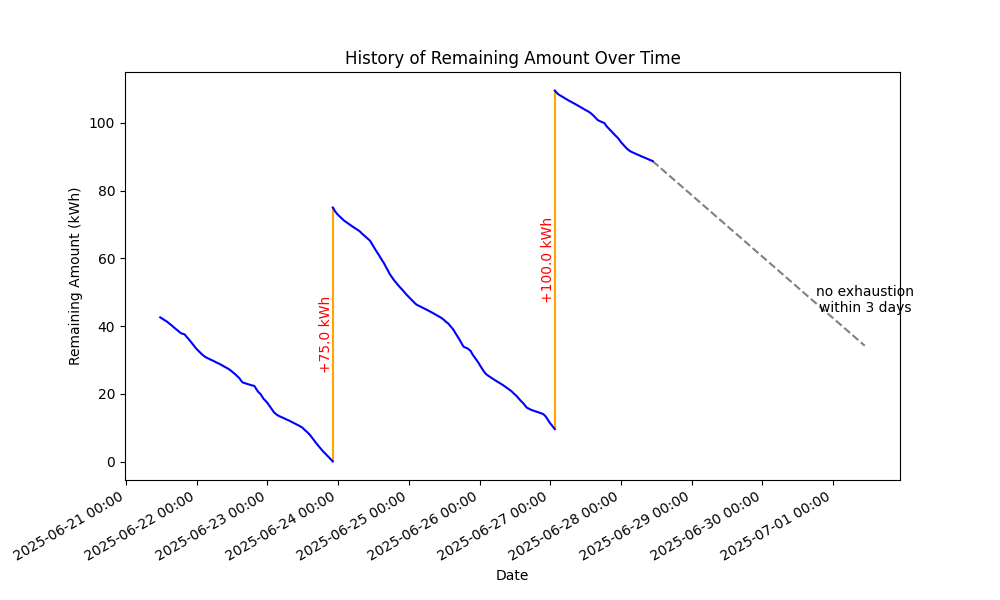 History of Remaining Amount Over Time
Remaining Amount (kWh)
100
80
60
40
20
0
+75.0 kWh
+100.0 kWh
no exhaustion
within 3 days
2025-06-21 00:00
2025-06-22 00:00
2025-06-23 00:00
2025-06-24 00:00
2025-06-25 00:00
2025-06-26 00:00
2025-06-27 00:00
2025-06-28 00:00
2025-06-29 00:00
2025-06-30 00:00
2025-07-01 00:00
Date